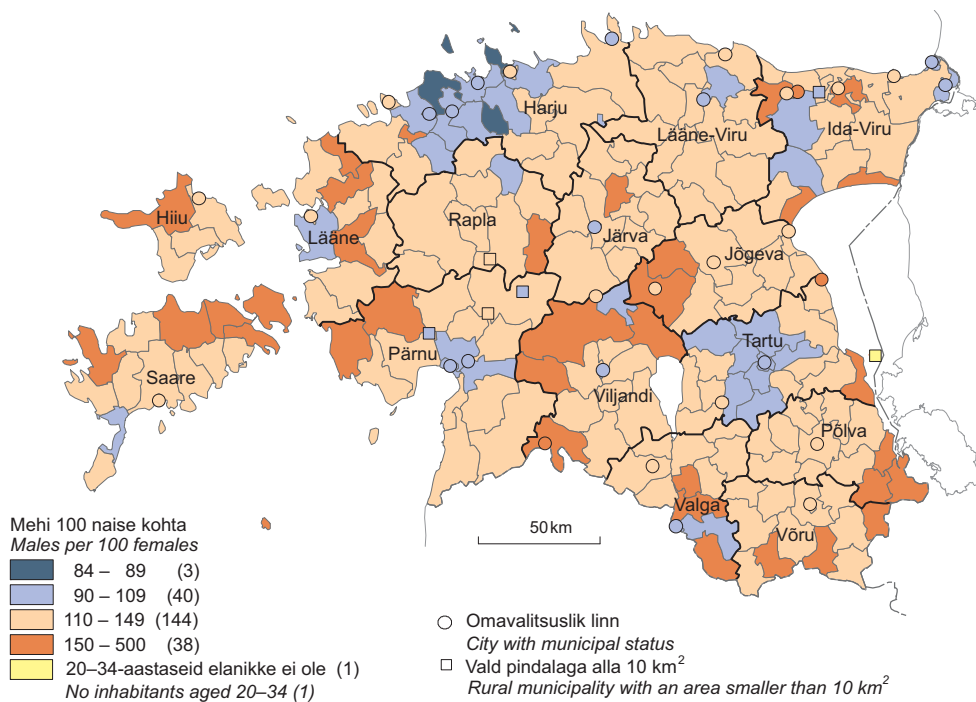 Harju
Lääne-Viru
Ida-Viru
Hiiu
Lääne
Rapla
Järva
Jõgeva
Saare
Pärnu
Viljandi
Tartu
Põlva
Valga
Võru
50 km
Mehi 100 naise kohta
Males per 100 females
84 – 89 (3)
90 – 109 (40)
110 – 149 (144)
150 – 500 (38)
20–34-aastaseid elanikke ei ole (1)
No inhabitants aged 20–34 (1)
Omavalitsuslik linn
City with municipal status
Vald pindalaga alla 10 km²
Rural municipality with an area smaller than 10 km²